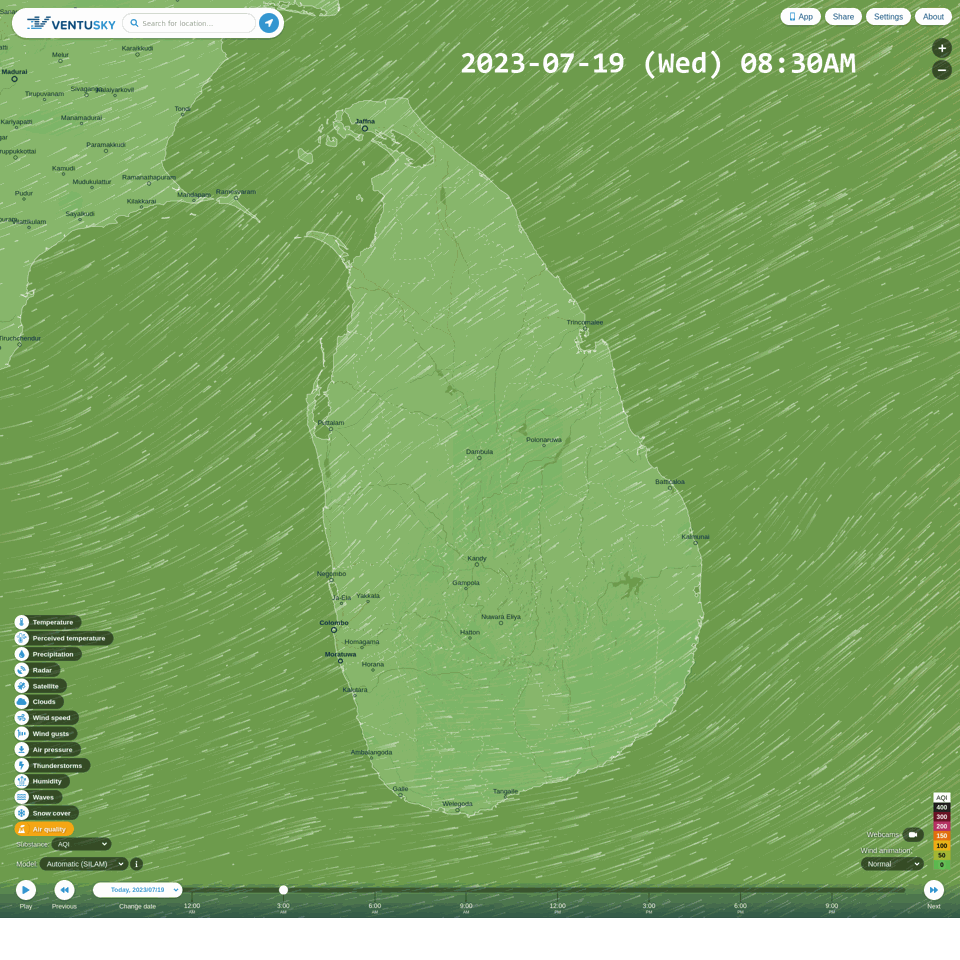 VENTUSKY
Search for location...
App
Share
Settings
About
2023-07-19 (Wed) 08:30AM
Karaikkudi
Melur
Madurai
Tirupuvanam
Tondi
Manamadurai
Kariyapatti
Jaffna
Paramakkudi
ruppukkottai
Kamudi
Ramanathapuram
Mudukulattur
Pudur
Mandapam
Rameswaram
Kilakkarai
Sayalkudi
Tiruchchendur
Trincomalee
Puttalam
Polonaruwa
Dambula
Batticaloa
Kalmunai
Kandy
Negombo
Gampola
Ja-Ela
Yakkala
Nuwara Eliya
Colombo
Hatton
Homagama
Moratuwa
Horana
Kalutara
Ambalangoda
Galle
Tangalle
Weligoda
Temperature
Perceived temperature
Precipitation
Radar
Satellite
Clouds
Wind speed
Wind gusts
Air pressure
Thunderstorms
Humidity
Waves
Snow cover
Air quality
Substance:
AQI
Model:
Automatic (SILAM)
i
AQI
400
300
200
150
100
50
0
Webcams
Wind animation:
Normal
Today, 2023/07/19
Play
Previous
Change date
12:00
AM
3:00
AM
6:00
AM
9:00
AM
12:00
PM
3:00
PM
6:00
PM
9:00
PM
Next